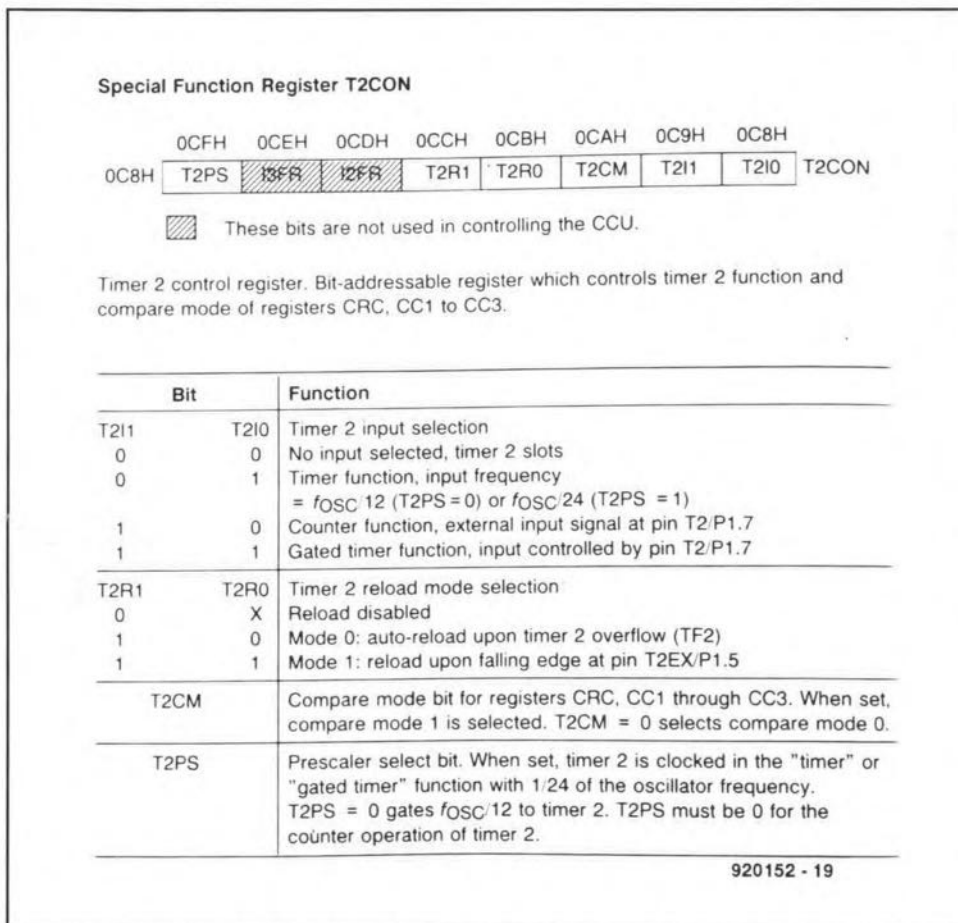 Special Function Register T2CON
0CFH 0CEH 0CDH 0CCH 0CBH 0CAH 0C9H 0C8H
0C8H T2PS I3FR I2FR T2R1 T2R0 T2CM T2I1 T2I0 T2CON
These bits are not used in controlling the CCU.
Timer 2 control register. Bit-addressable register which controls timer 2 function and
compare mode of registers CRC, CC1 to CC3.
Bit Function
T2I1 T2I0 Timer 2 input selection
0 0 No input selected, timer 2 slots
0 1 Timer function, input frequency
= fOSC/12 (T2PS = 0) or fOSC/24 (T2PS = 1)
1 0 Counter function, external input signal at pin T2/P1.7
1 1 Gated timer function, input controlled by pin T2/P1.7
T2R1 T2R0 Timer 2 reload mode selection
0 X Reload disabled
1 0 Mode 0: auto-reload upon timer 2 overflow (TF2)
1 1 Mode 1: reload upon falling edge at pin T2EX/P1.5
T2CM Compare mode bit for registers CRC, CC1 through CC3. When set,
compare mode 1 is selected. T2CM = 0 selects compare mode 0.
T2PS Prescaler select bit. When set, timer 2 is clocked in the "timer" or
"gated timer" function with 1/24 of the oscillator frequency.
T2PS = 0 gates fOSC/12 to timer 2. T2PS must be 0 for the
counter operation of timer 2.
920152 - 19